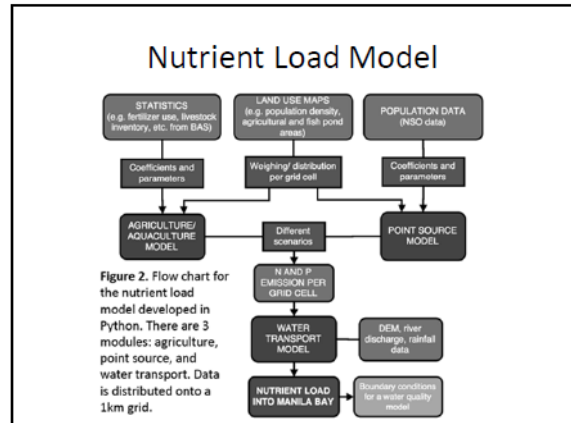 Nutrient Load Model
STATISTICS
(e.g. fertilizer use, livestock
inventory, etc. from BAS)
LAND USE MAPS
(e.g. population density,
agricultural and fish pond
areas)
POPULATION DATA
(NSO data)
Coefficients and
parameters
Weighing/ distribution
per grid cell
Coefficients and
parameters
AGRICULTURE/
AQUACULTURE
MODEL
Different
scenarios
POINT SOURCE
MODEL
Figure 2. Flow chart for
the nutrient load
model developed in
Python. There are 3
modules: agriculture,
point source, and
water transport. Data
is distributed onto a
1km grid.
N AND P
EMISSION PER
GRID CELL
WATER
TRANSPORT
MODEL
DEM, river
discharge, rainfall
data
NUTRIENT LOAD
INTO MANILA BAY
Boundary conditions
for a water quality
model